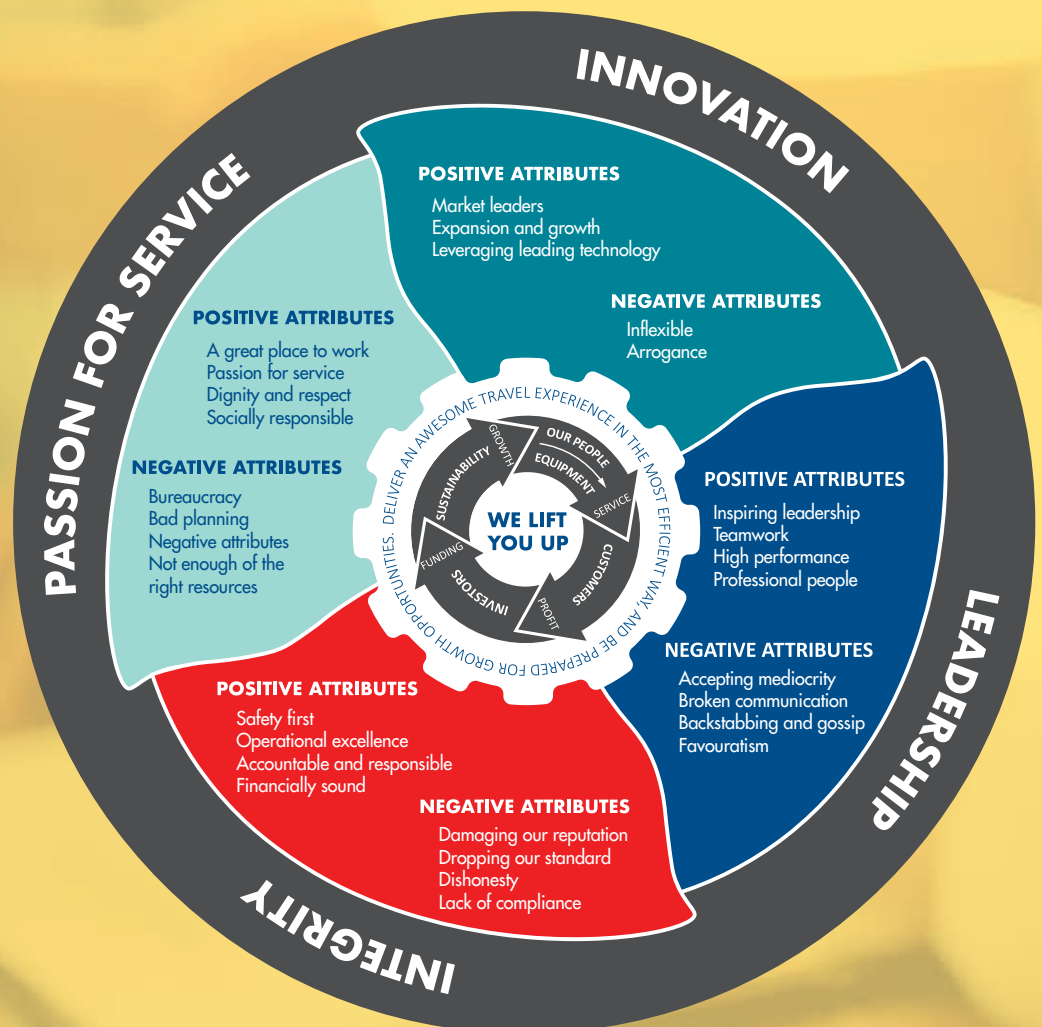 INNOVATION
POSITIVE ATTRIBUTES
Market leaders
Expansion and growth
Leveraging leading technology
NEGATIVE ATTRIBUTES
Inflexible
Arrogance
LEADERSHIP
POSITIVE ATTRIBUTES
Inspiring leadership
Teamwork
High performance
Professional people
NEGATIVE ATTRIBUTES
Accepting mediocrity
Broken communication
Backstabbing and gossip
Favouratism
INTEGRITY
POSITIVE ATTRIBUTES
Safety first
Operational excellence
Accountable and responsible
Financially sound
NEGATIVE ATTRIBUTES
Damaging our reputation
Dropping our standard
Dishonesty
Lack of compliance
PASSION FOR SERVICE
POSITIVE ATTRIBUTES
A great place to work
Passion for service
Dignity and respect
Socially responsible
NEGATIVE ATTRIBUTES
Bureaucracy
Bad planning
Negative attributes
Not enough of the
right resources
DELIVER AN AWESOME TRAVEL EXPERIENCE IN THE MOST EFFICIENT WAY, AND BE PREPARED FOR GROWTH OPPORTUNITIES.
OUR PEOPLE
EQUIPMENT
SERVICE
CUSTOMERS
PROFIT
INVESTORS
FUNDING
SUSTAINABILITY
GROWTH
WE LIFT
YOU UP